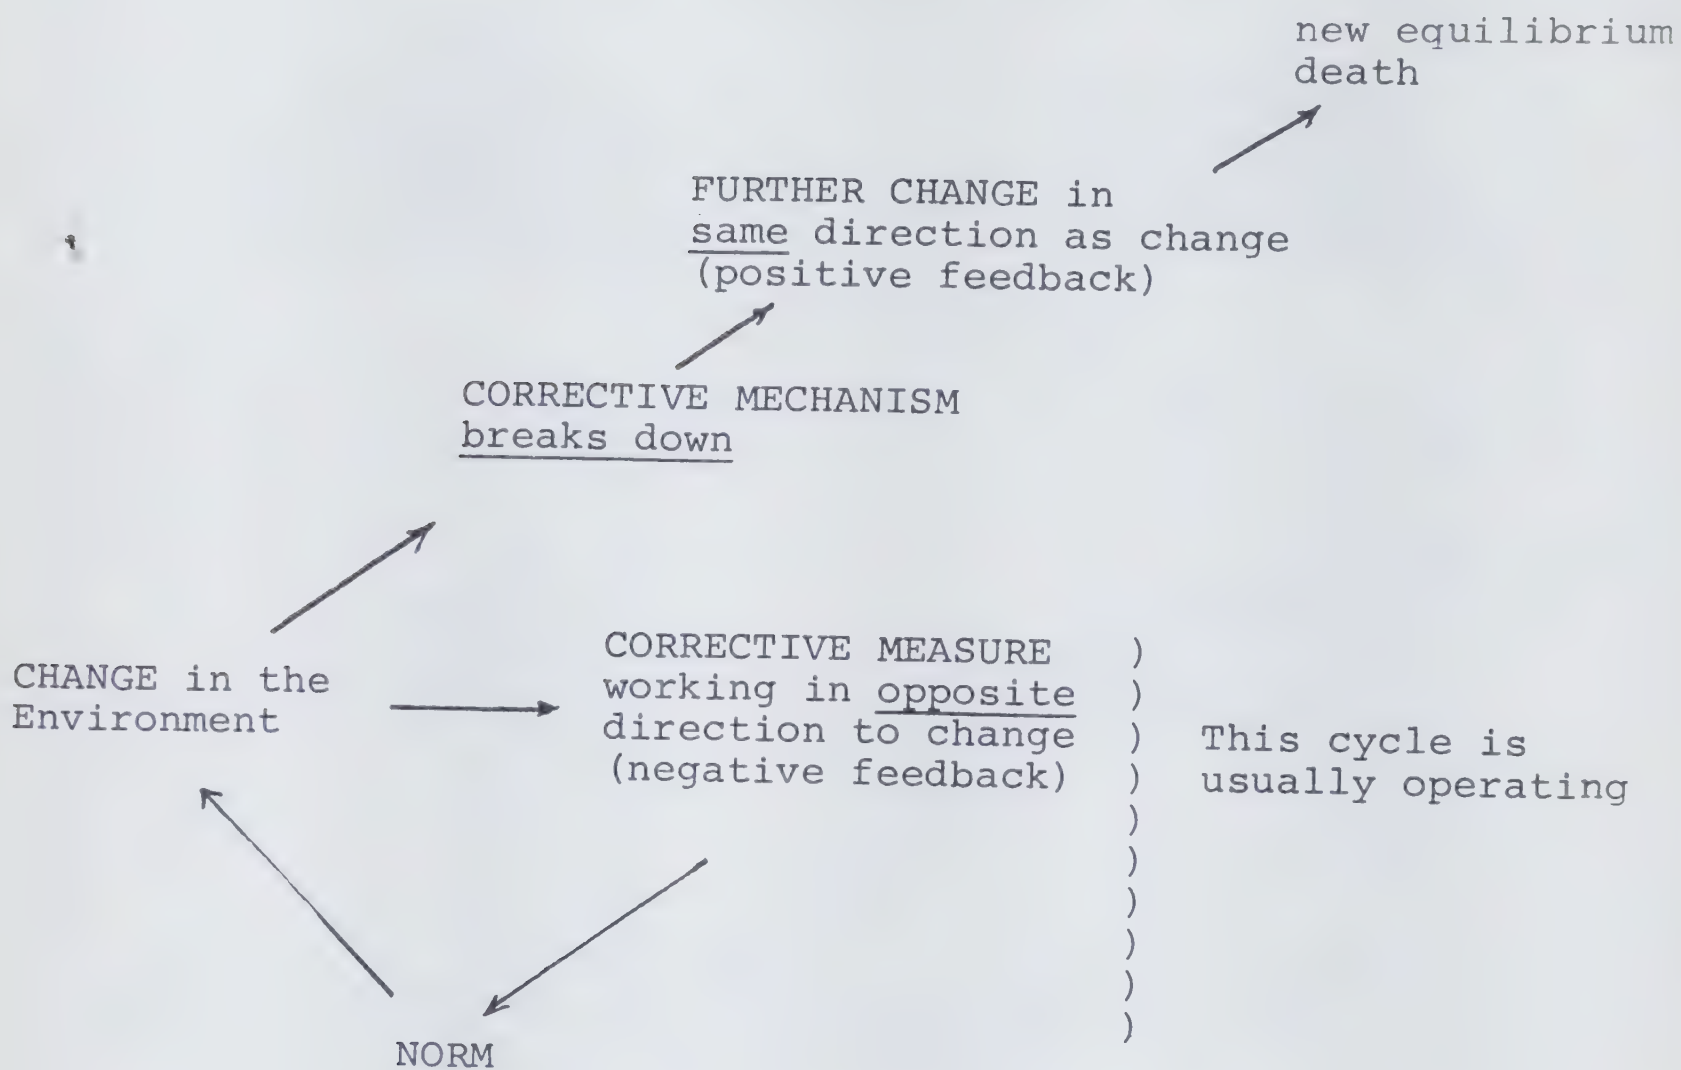 new equilibrium
death
FURTHER CHANGE in
same direction as change
(positive feedback)
CORRECTIVE MECHANISM
breaks down
CHANGE in the
Environment
CORRECTIVE MEASURE )
working in opposite )
direction to change )
(negative feedback) )
)
)
)
)
)
)
This cycle is
usually operating
NORM